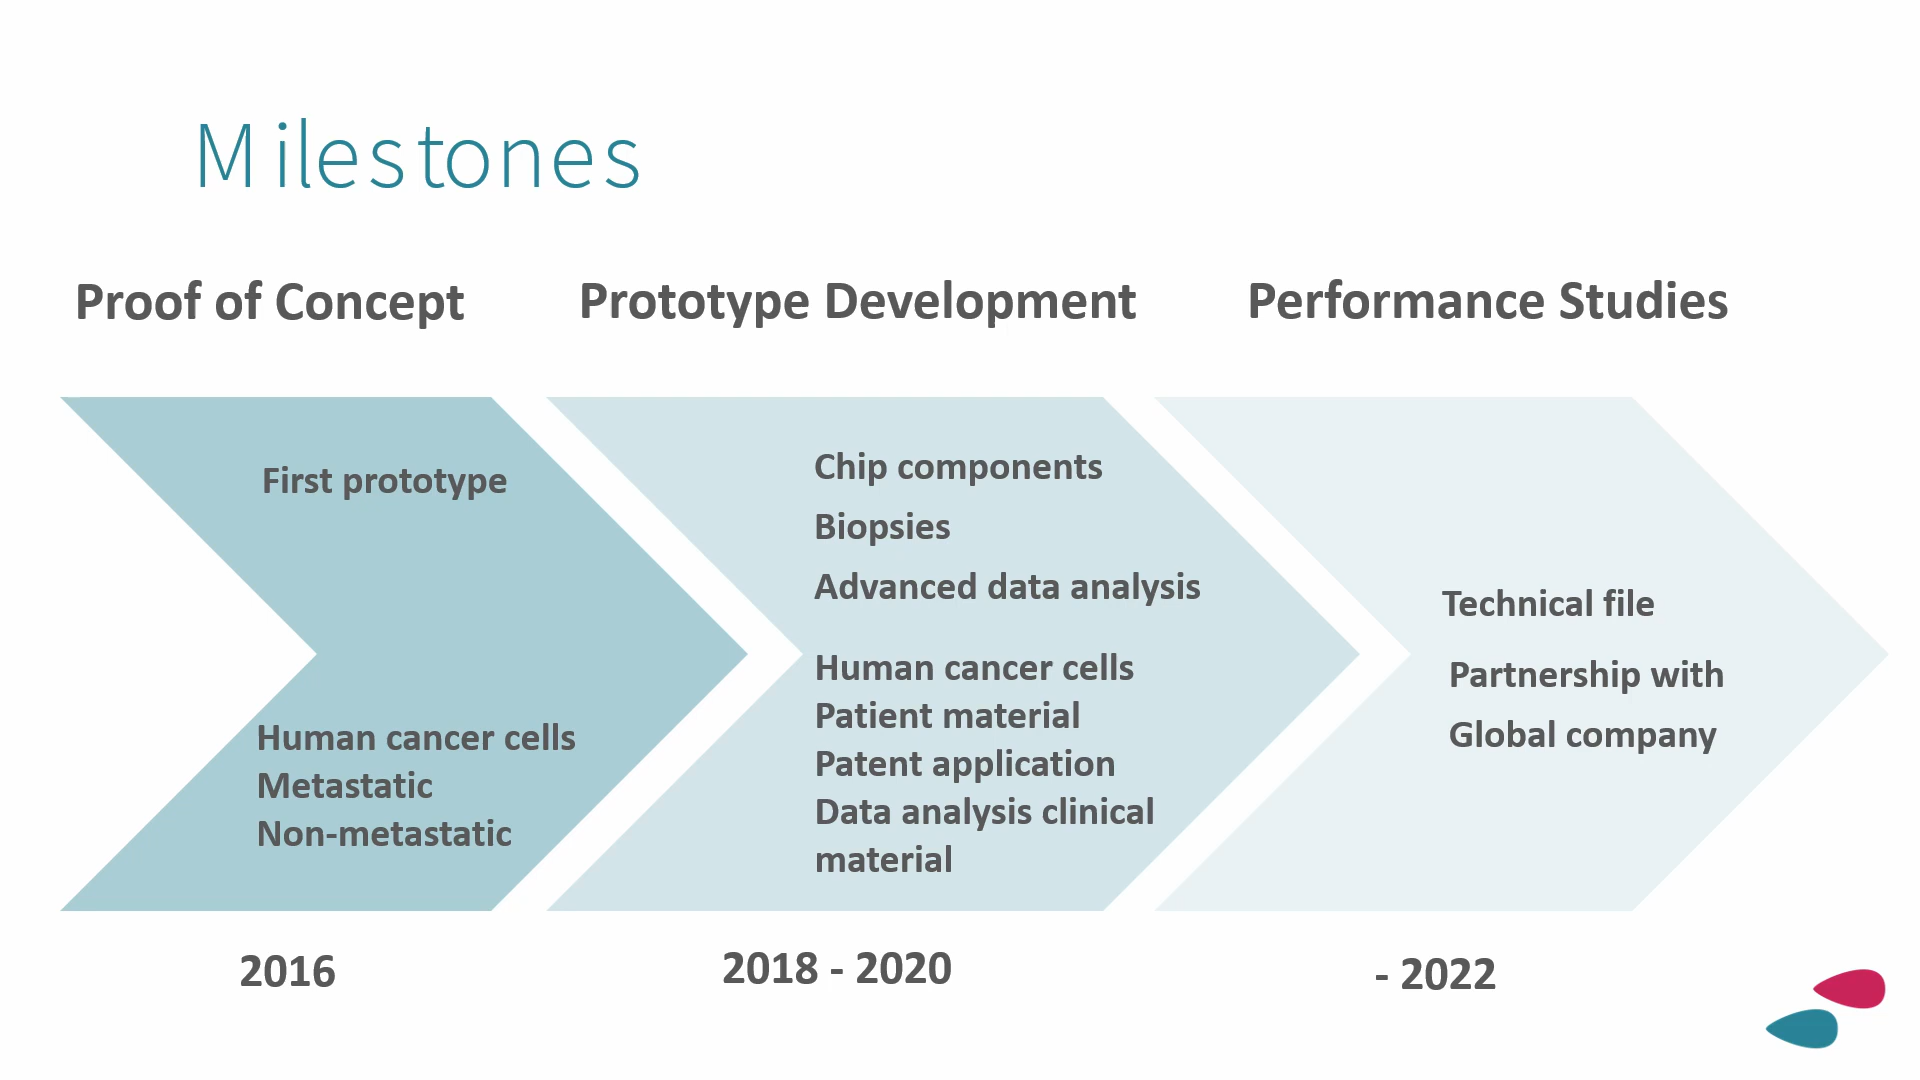 Milestones
Proof of Concept
Prototype Development
Performance Studies
First prototype
Human cancer cells
Metastatic
Non-metastatic
Chip components
Biopsies
Advanced data analysis
Human cancer cells
Patient material
Patent application
Data analysis clinical
material
Technical file
Partnership with
Global company
2016
2018 - 2020
- 2022